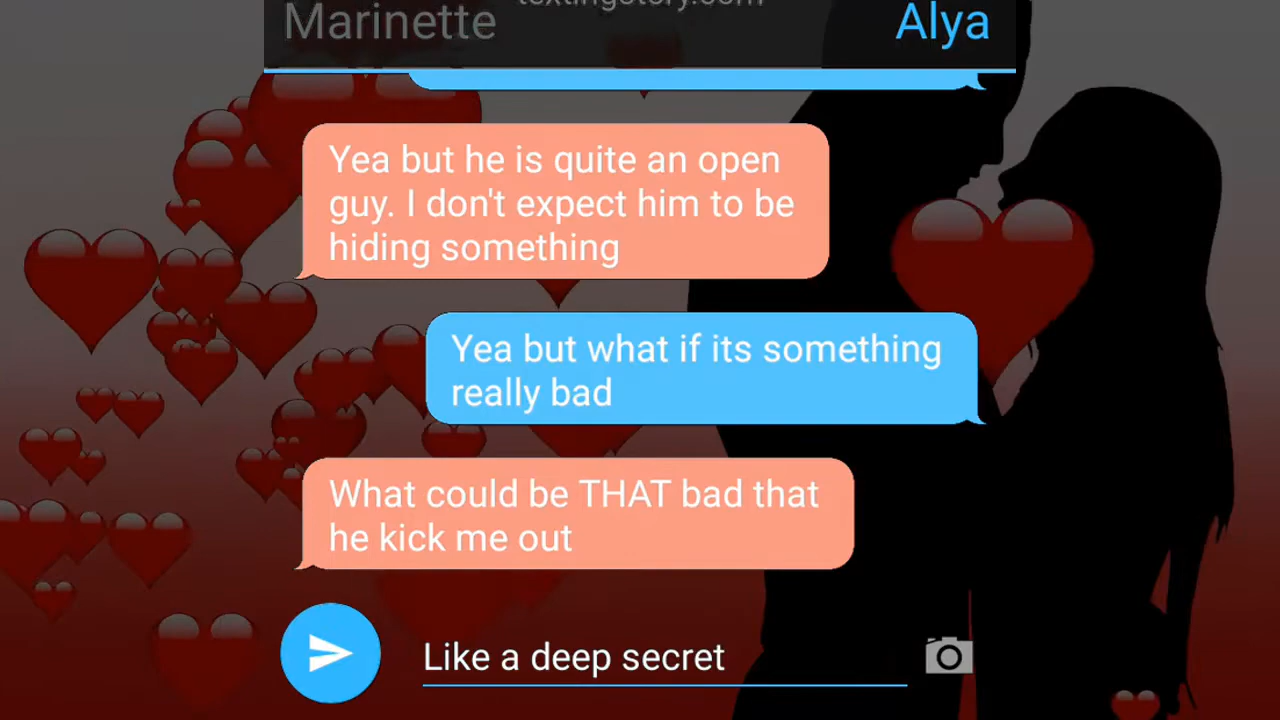 textingstory.com
Marinette
Alya
Yea but he is quite an open
guy. I don't expect him to be
hiding something
Yea but what if its something
really bad
What could be THAT bad that
he kick me out
Like a deep secret